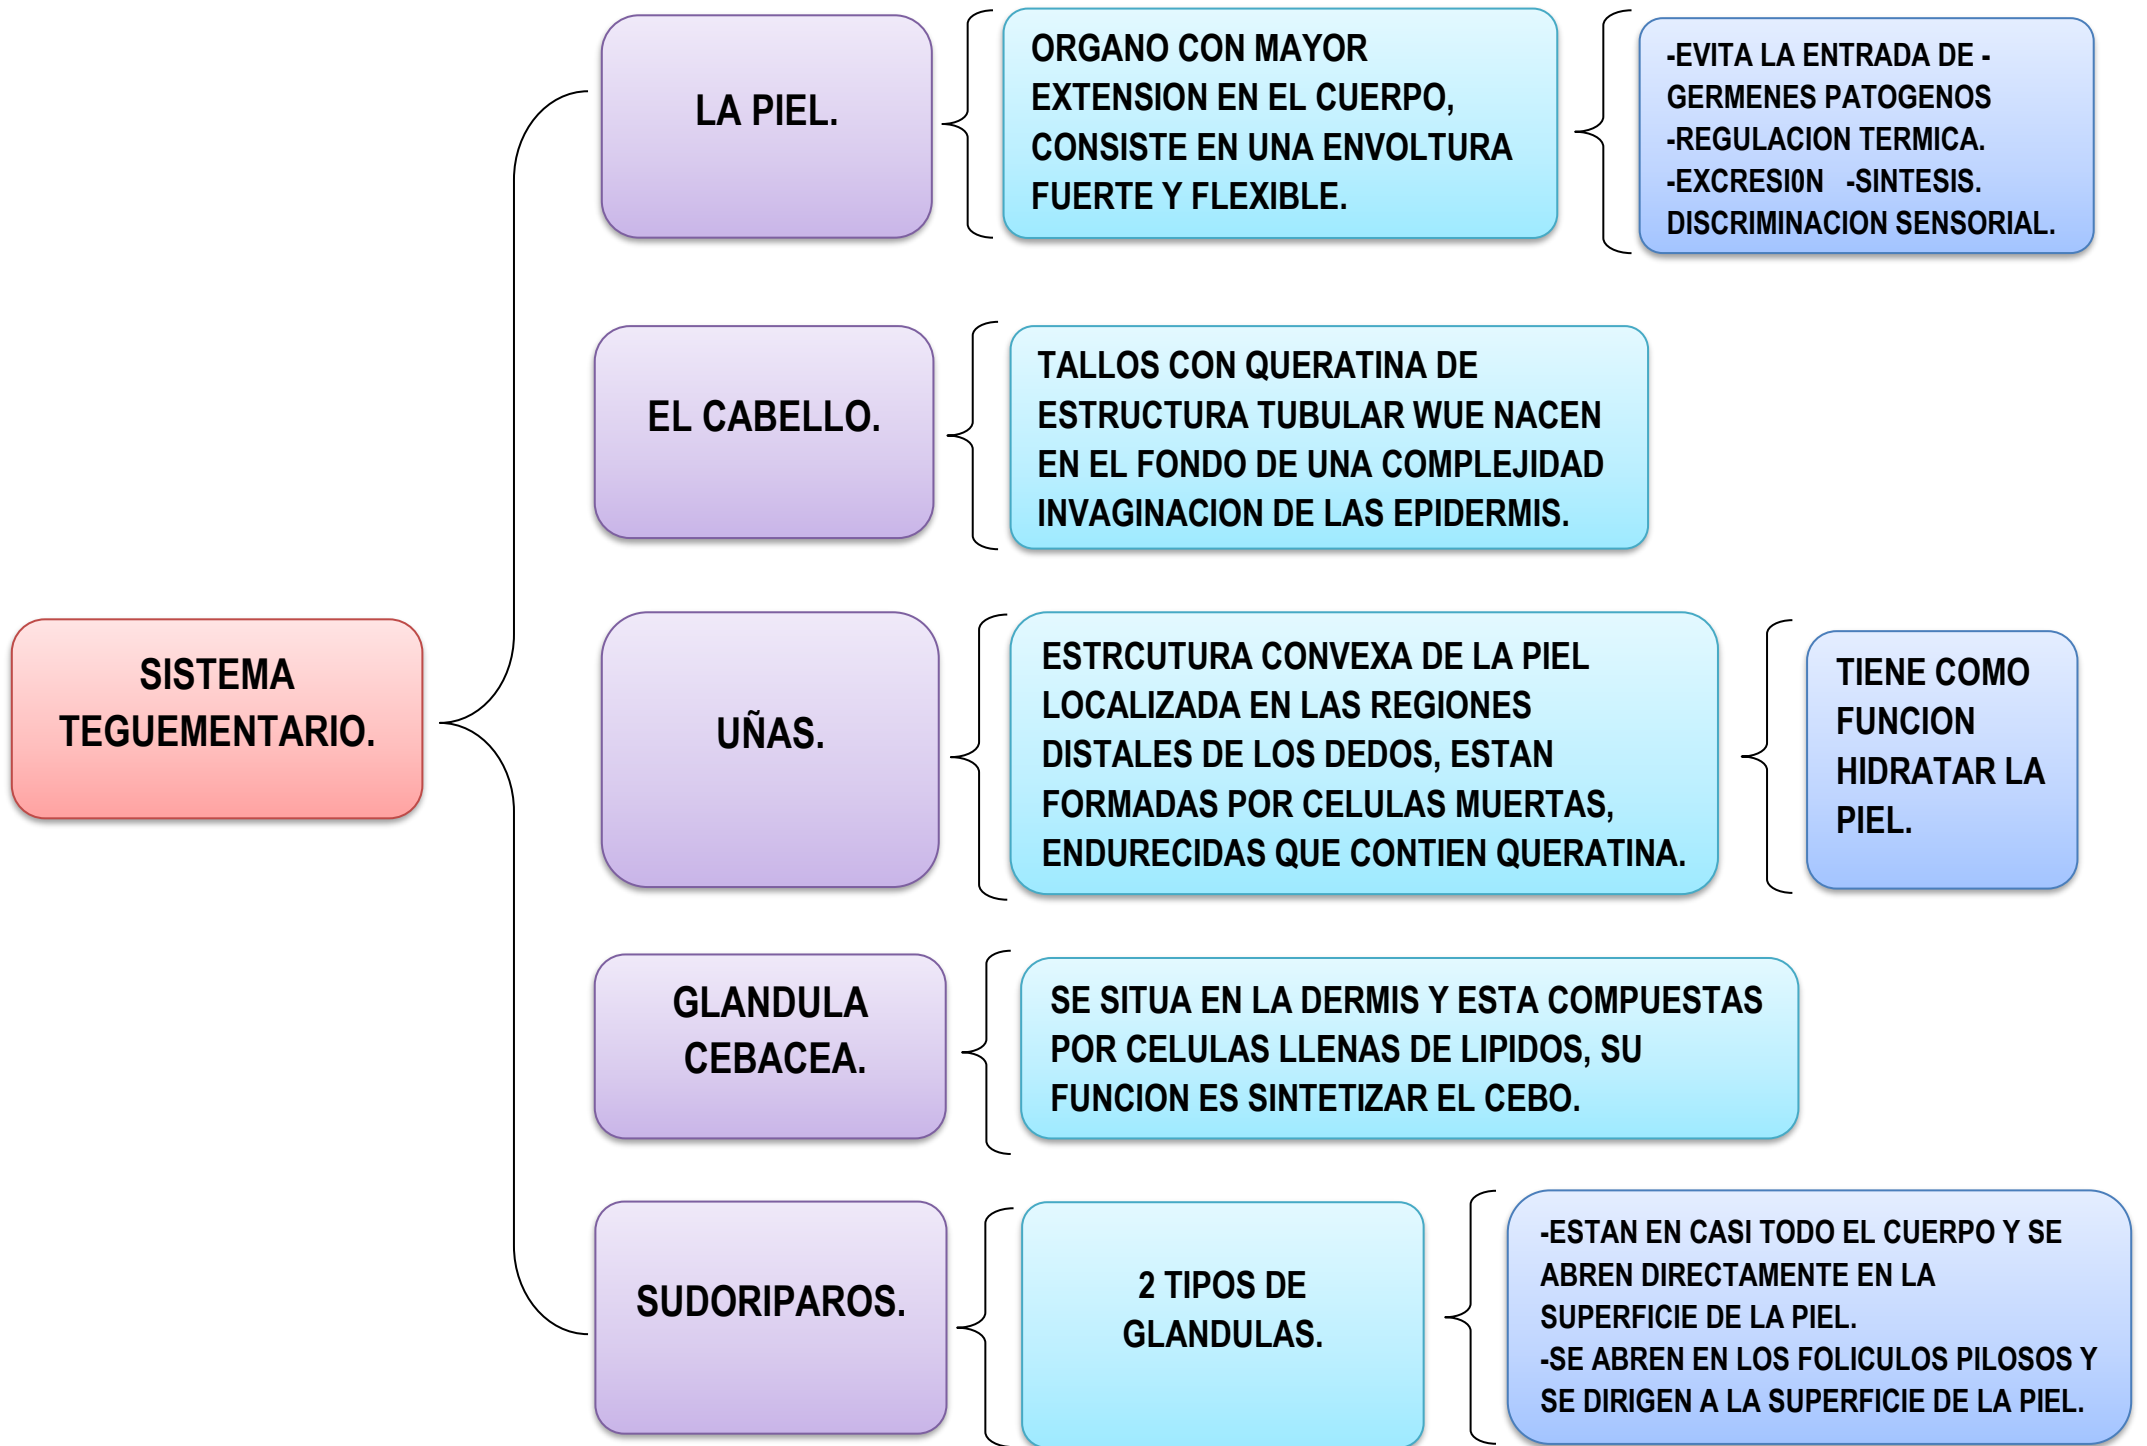 SISTEMA
TEGUEMENTARIO.
LA PIEL.
ORGANO CON MAYOR
EXTENSION EN EL CUERPO,
CONSISTE EN UNA ENVOLTURA
FUERTE Y FLEXIBLE.
-EVITA LA ENTRADA DE -
GERMENES PATOGENOS
-REGULACION TERMICA.
-EXCRESI0N -SINTESIS.
DISCRIMINACION SENSORIAL.
EL CABELLO.
TALLOS CON QUERATINA DE
ESTRUCTURA TUBULAR WUE NACEN
EN EL FONDO DE UNA COMPLEJIDAD
INVAGINACION DE LAS EPIDERMIS.
UÑAS.
ESTRCUTURA CONVEXA DE LA PIEL
LOCALIZADA EN LAS REGIONES
DISTALES DE LOS DEDOS, ESTAN
FORMADAS POR CELULAS MUERTAS,
ENDURECIDAS QUE CONTIEN QUERATINA.
TIENE COMO
FUNCION
HIDRATAR LA
PIEL.
GLANDULA
CEBACEA.
SE SITUA EN LA DERMIS Y ESTA COMPUESTAS
POR CELULAS LLENAS DE LIPIDOS, SU
FUNCION ES SINTETIZAR EL CEBO.
SUDORIPAROS.
2 TIPOS DE
GLANDULAS.
-ESTAN EN CASI TODO EL CUERPO Y SE
ABREN DIRECTAMENTE EN LA
SUPERFICIE DE LA PIEL.
-SE ABREN EN LOS FOLICULOS PILOSOS Y
SE DIRIGEN A LA SUPERFICIE DE LA PIEL.